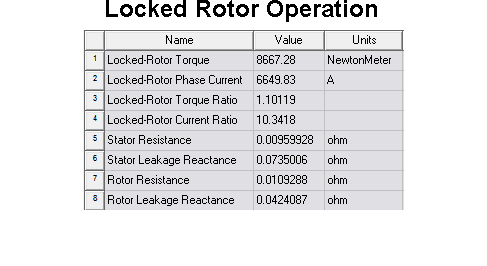 Locked Rotor Operation
Name Value Units
1 Locked-Rotor Torque 8667.28 NewtonMeter
2 Locked-Rotor Phase Current 6649.83 A
3 Locked-Rotor Torque Ratio 1.10119
4 Locked-Rotor Current Ratio 10.3418
5 Stator Resistance 0.00959928 ohm
6 Stator Leakage Reactance 0.0735006 ohm
7 Rotor Resistance 0.0109288 ohm
8 Rotor Leakage Reactance 0.0424087 ohm